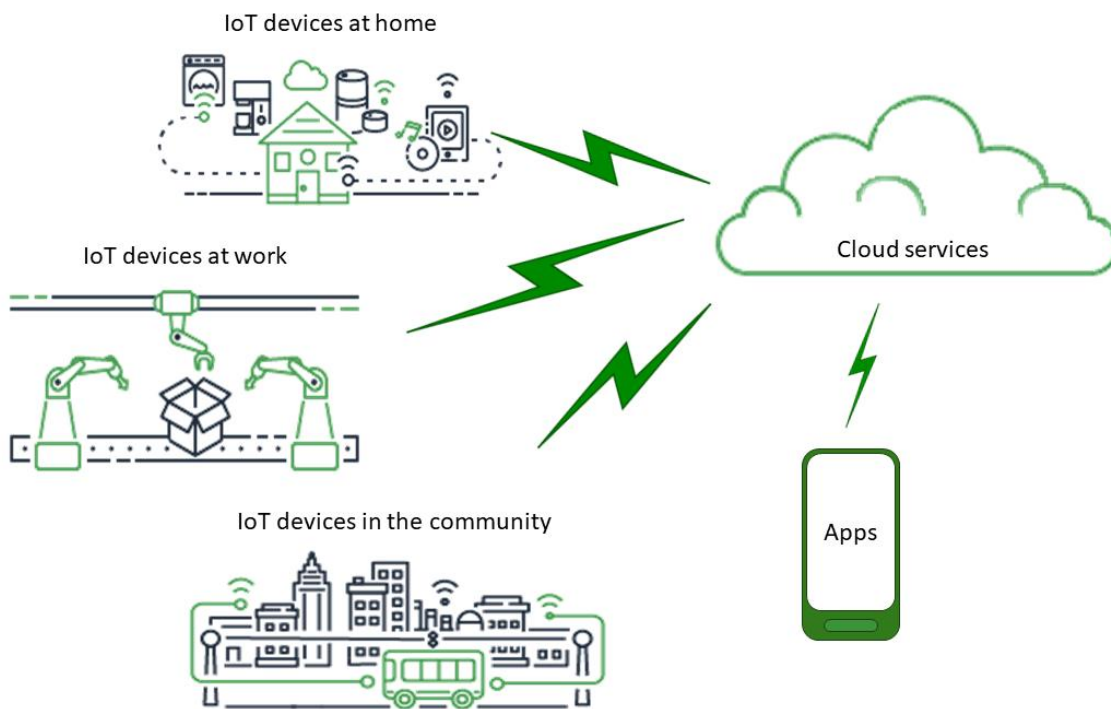 IoT devices at home
Cloud services
IoT devices at work
Apps
IoT devices in the community